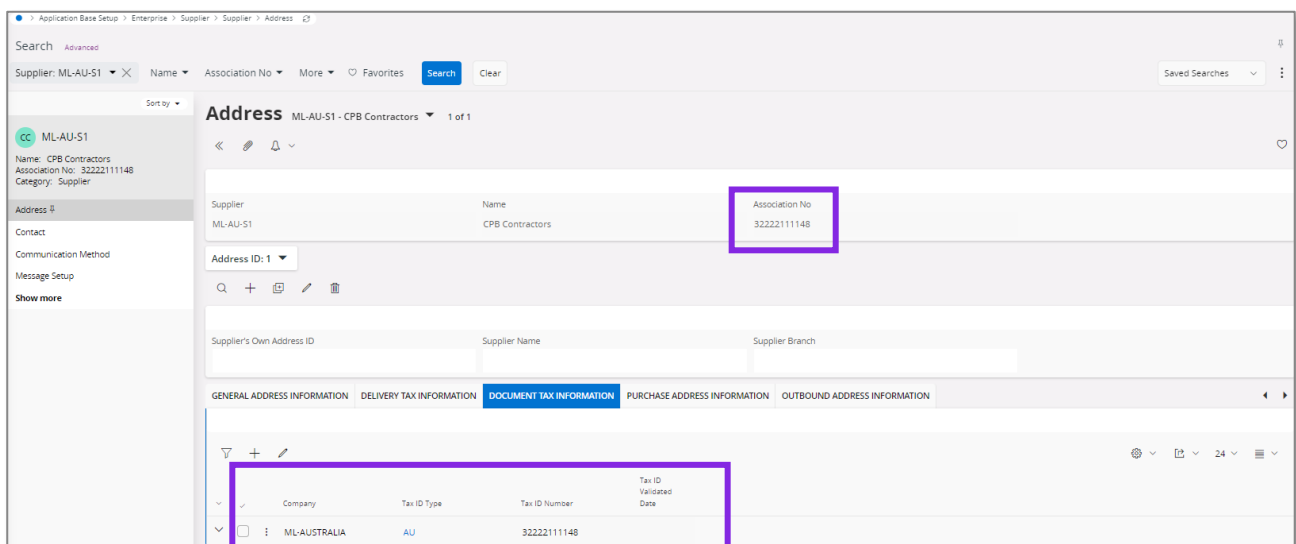 > Application Base Setup > Enterprise > Supplier > Supplier > Address
Search Advanced
Supplier: ML-AU-S1 Name Association No More Favorites Search Clear Saved Searches
Sort by
CC ML-AU-S1
Name: CPB Contractors
Association No: 32222111148
Category: Supplier
Address
Contact
Communication Method
Message Setup
Show more
Address ML-AU-S1 - CPB Contractors 1 of 1
Supplier Name Association No
ML-AU-S1 CPB Contractors 32222111148
Address ID: 1
Supplier's Own Address ID Supplier Name Supplier Branch
GENERAL ADDRESS INFORMATION DELIVERY TAX INFORMATION DOCUMENT TAX INFORMATION PURCHASE ADDRESS INFORMATION OUTBOUND ADDRESS INFORMATION
24
Company Tax ID Type Tax ID Number Tax ID
Validated
Date
ML-AUSTRALIA AU 32222111148